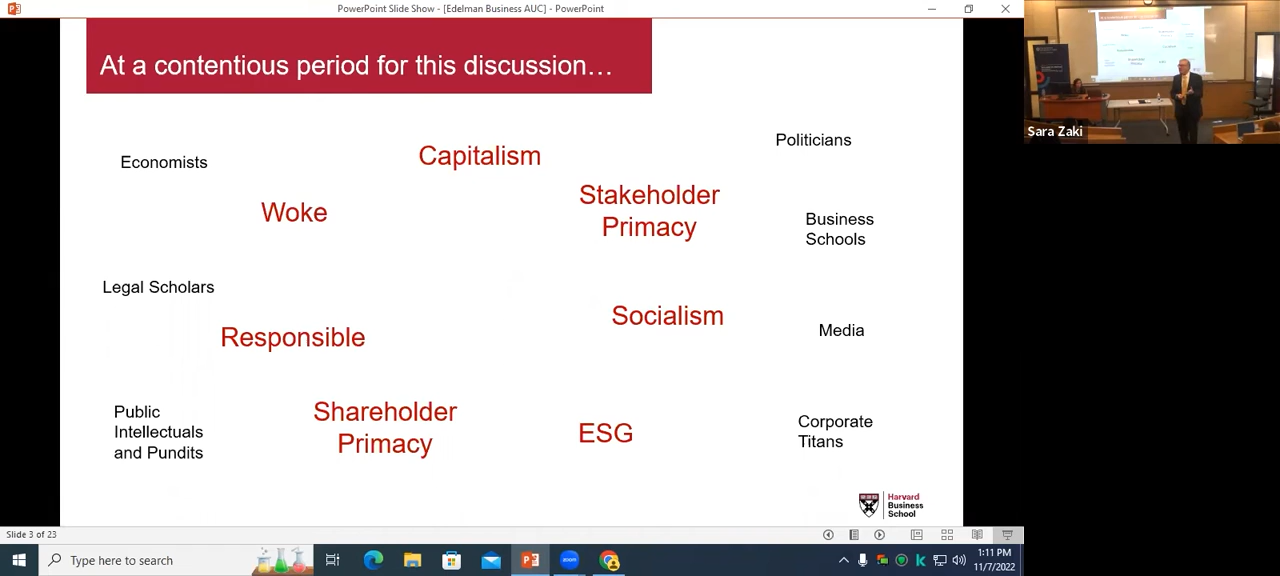 PowerPoint Slide Show - [Edelman Business AUC] - PowerPoint
At a contentious period for this discussion…
Economists
Capitalism
Politicians
Woke
Stakeholder
Primacy
Business
Schools
Legal Scholars
Responsible
Socialism
Media
Public
Intellectuals
and Pundits
Shareholder
Primacy
ESG
Corporate
Titans
Harvard
Business
School
Sara Zaki
Slide 3 of 23
Type here to search
1:11 PM
11/7/2022